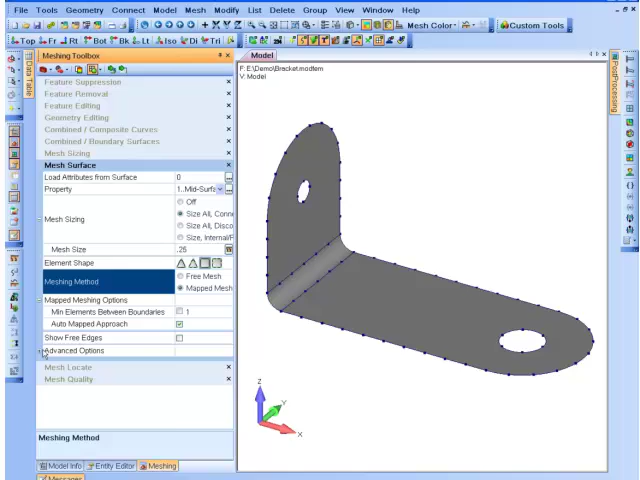 File Tools Geometry Connect Model Mesh Modify List Delete Group View Window Help
Mesh Color Custom Tools
Top Fr Rt Bot Bk Lt Iso Di Tri
Meshing Toolbox
Model
Data Table
PostProcessing
F: E:\Demo\Bracket.modfem
V: Model
Feature Suppression
Feature Removal
Feature Editing
Geometry Editing
Combined / Composite Curves
Combined / Boundary Surfaces
Mesh Sizing
Mesh Surface
Load Attributes from Surface 0
Property 1..Mid-Surfa
Off
Mesh Sizing
Size All, Conn
Size All, Disco
Size, Internal/F
Mesh Size .25
Element Shape
Meshing Method
Free Mesh
Mapped Mesh
Mapped Meshing Options
Min Elements Between Boundaries 1
Auto Mapped Approach
Show Free Edges
Advanced Options
Mesh Locate
Mesh Quality
Z
Y
X
Meshing Method
Model Info Entity Editor Meshing
Messages